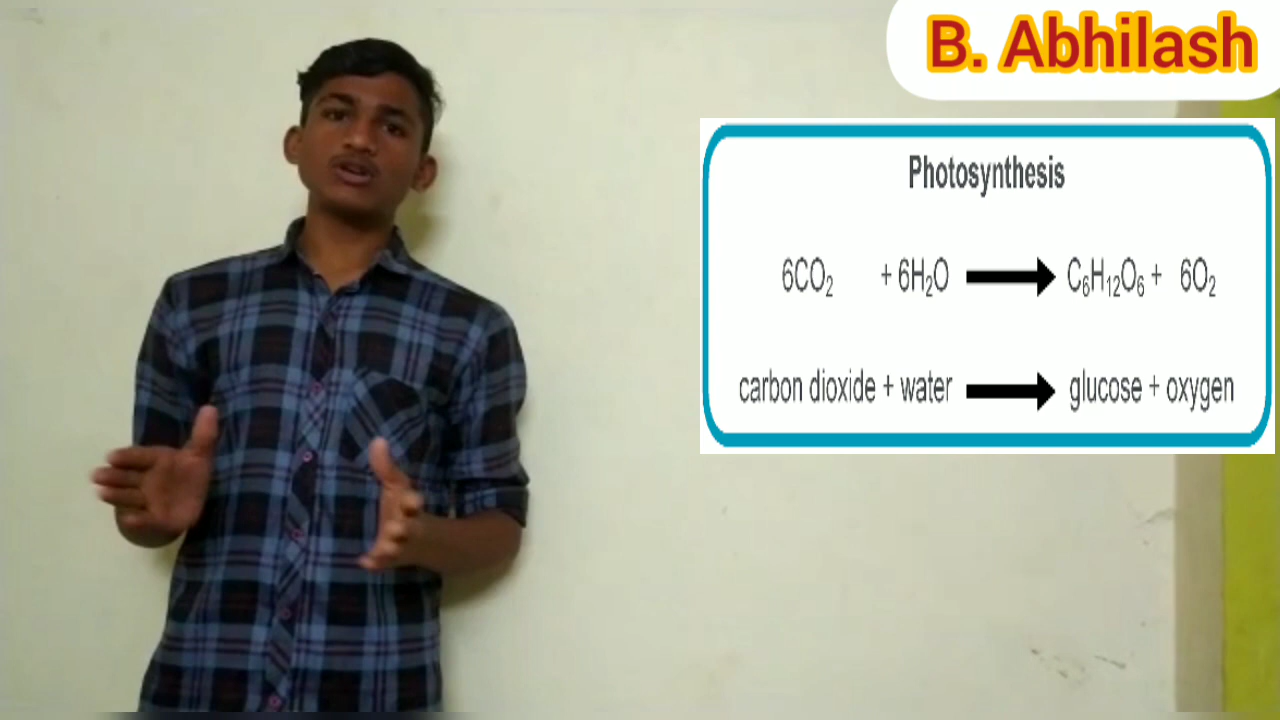 B. Abhilash
Photosynthesis
6CO₂ + 6H₂O → C₆H₁₂O₆ + 6O₂
carbon dioxide + water → glucose + oxygen